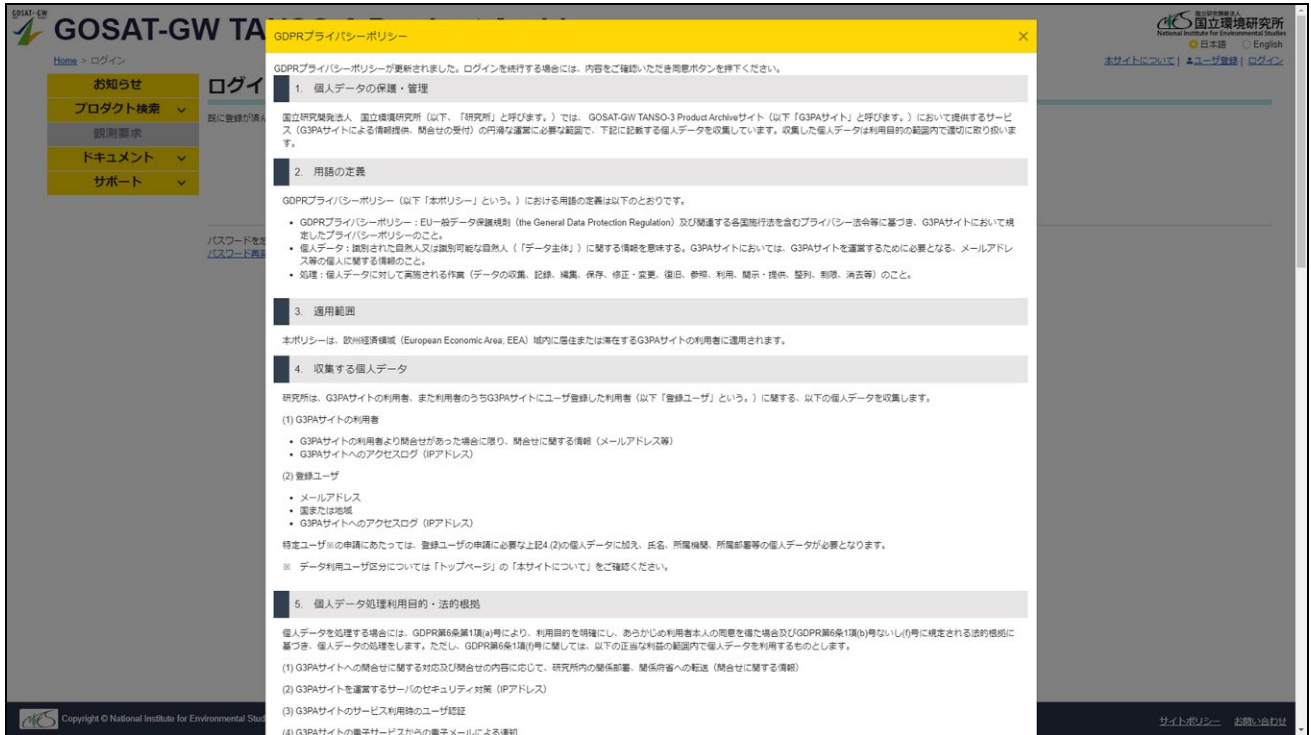 GOSAT-GW
GOSAT-GW TA
国立研究開発法人
国立環境研究所
National Institute for Environmental Studies
日本語 English
Home > ログイン
本サイトについて | ユーザ登録 | ログイン
お知らせ
プロダクト検索
観測要求
ドキュメント
サポート
ログイ
既に登録が済ん
パスワードを忘
パスワード再
GDPRプライバシーポリシー ×
GDPRプライバシーポリシーが更新されました。ログインを続行する場合には、内容をご確認いただき同意ボタンを押下ください。
1. 個人データの保護・管理
国立研究開発法人 国立環境研究所(以下、「研究所」と呼びます。)では、 GOSAT-GW TANSO-3 Product Archiveサイト(以下「G3PAサイト」と呼びます。)において提供するサービ
ス(G3PAサイトによる情報提供、問合せの受付)の円滑な運営に必要な範囲で、下記に記載する個人データを収集しています。収集した個人データは利用目的の範囲内で適切に取り扱いま
す。
2. 用語の定義
GDPRプライバシーポリシー(以下「本ポリシー」という。)における用語の定義は以下のとおりです。
• GDPRプライバシーポリシー:EU一般データ保護規則(the General Data Protection Regulation)及び関連する各国施行法を含むプライバシー法令等に基づき、G3PAサイトにおいて規
定したプライバシーポリシーのこと。
• 個人データ:識別された自然人又は識別可能な自然人(「データ主体」)に関する情報を意味する。G3PAサイトにおいては、G3PAサイトを運営するために必要となる、メールアドレ
ス等の個人に関する情報のこと。
• 処理:個人データに対して実施される作業(データの収集、記録、編集、保存、修正・変更、復旧、参照、利用、開示・提供、整列、制限、消去等)のこと。
3. 適用範囲
本ポリシーは、欧州経済領域(European Economic Area; EEA)域内に居住または滞在するG3PAサイトの利用者に適用されます。
4. 収集する個人データ
研究所は、G3PAサイトの利用者、また利用者のうちG3PAサイトにユーザ登録した利用者(以下「登録ユーザ」という。)に関する、以下の個人データを収集します。
(1) G3PAサイトの利用者
• G3PAサイトの利用者より問合せがあった場合に限り、問合せに関する情報(メールアドレス等)
• G3PAサイトへのアクセスログ(IPアドレス)
(2) 登録ユーザ
• メールアドレス
• 国または地域
• G3PAサイトへのアクセスログ(IPアドレス)
特定ユーザ※の申請にあたっては、登録ユーザの申請に必要な上記4.(2)の個人データに加え、氏名、所属機関、所属部署等の個人データが必要となります。
※ データ利用ユーザ区分については「トップページ」の「本サイトについて」をご確認ください。
5. 個人データ処理利用目的・法的根拠
個人データを処理する場合には、GDPR第6条第1項(a)号により、利用目的を明確にし、あらかじめ利用者本人の同意を得た場合及びGDPR第6条1項(b)号ないし(f)号に規定される法的根拠に
基づき、個人データの処理をします。ただし、GDPR第6条1項(f)号に関しては、以下の正当な利益の範囲内で個人データを利用するものとします。
(1) G3PAサイトへの問合せに関する対応及び問合せの内容に応じて、研究所内の関係部署、関係府省への転送(問合せに関する情報)
(2) G3PAサイトを運営するサーバのセキュリティ対策(IPアドレス)
(3) G3PAサイトのサービス利用時のユーザ認証
(4) G3PAサイトの電子サービスからの電子メールによる通知
Copyright © National Institute for Environmental Stud
サイトポリシー お問い合わせ